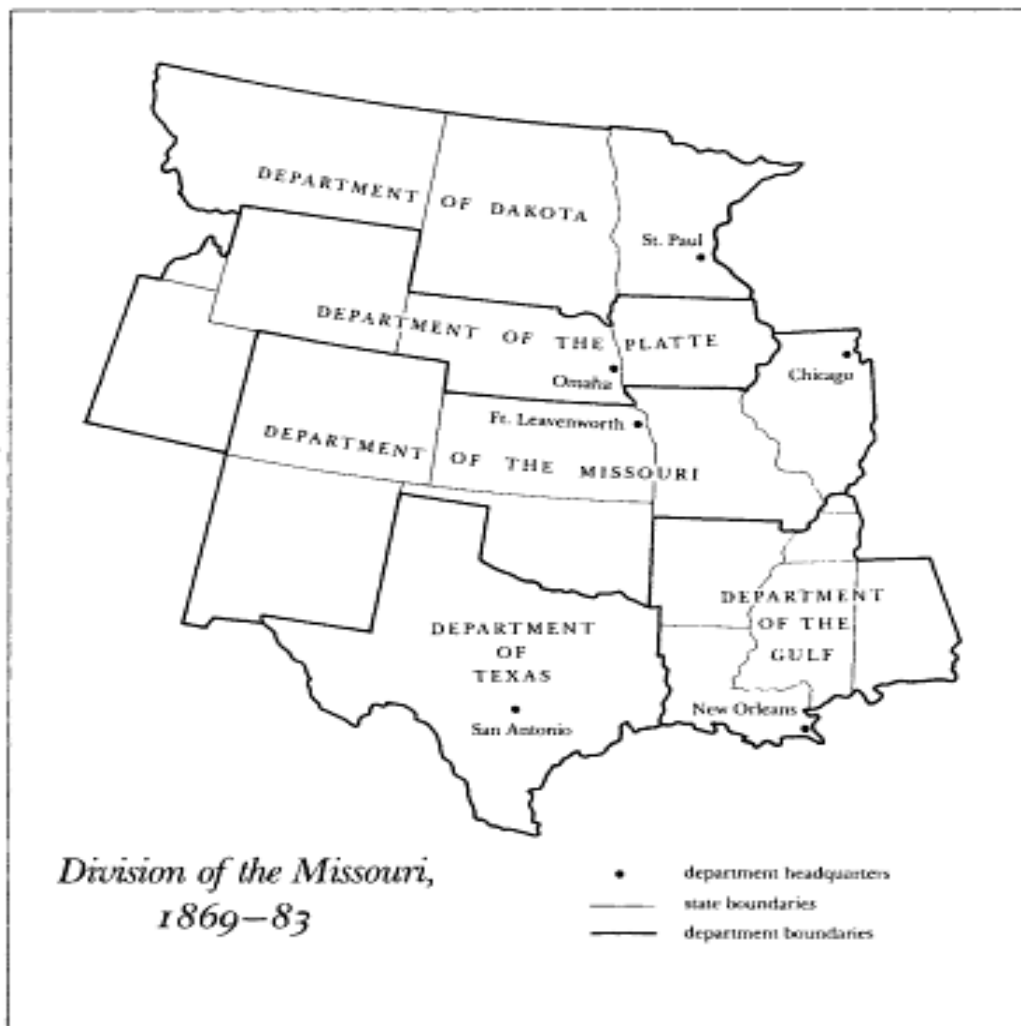 DEPARTMENT OF DAKOTA
St. Paul
DEPARTMENT OF THE PLATTE
Omaha
Chicago
Ft. Leavenworth
DEPARTMENT OF THE MISSOURI
DEPARTMENT
OF THE
GULF
DEPARTMENT
OF
TEXAS
New Orleans
San Antonio
Division of the Missouri,
1869–83
department headquarters
state boundaries
department boundaries